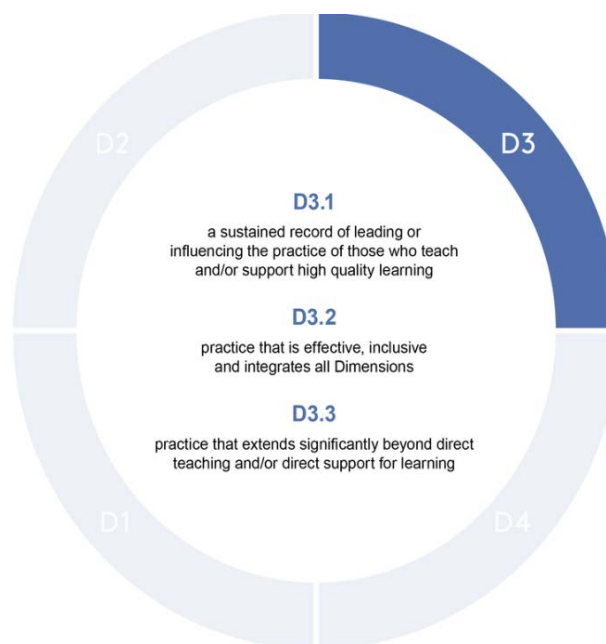 D2
D3
D3.1
a sustained record of leading or
influencing the practice of those who teach
and/or support high quality learning
D3.2
practice that is effective, inclusive
and integrates all Dimensions
D3.3
practice that extends significantly beyond direct
teaching and/or direct support for learning
D1
D4